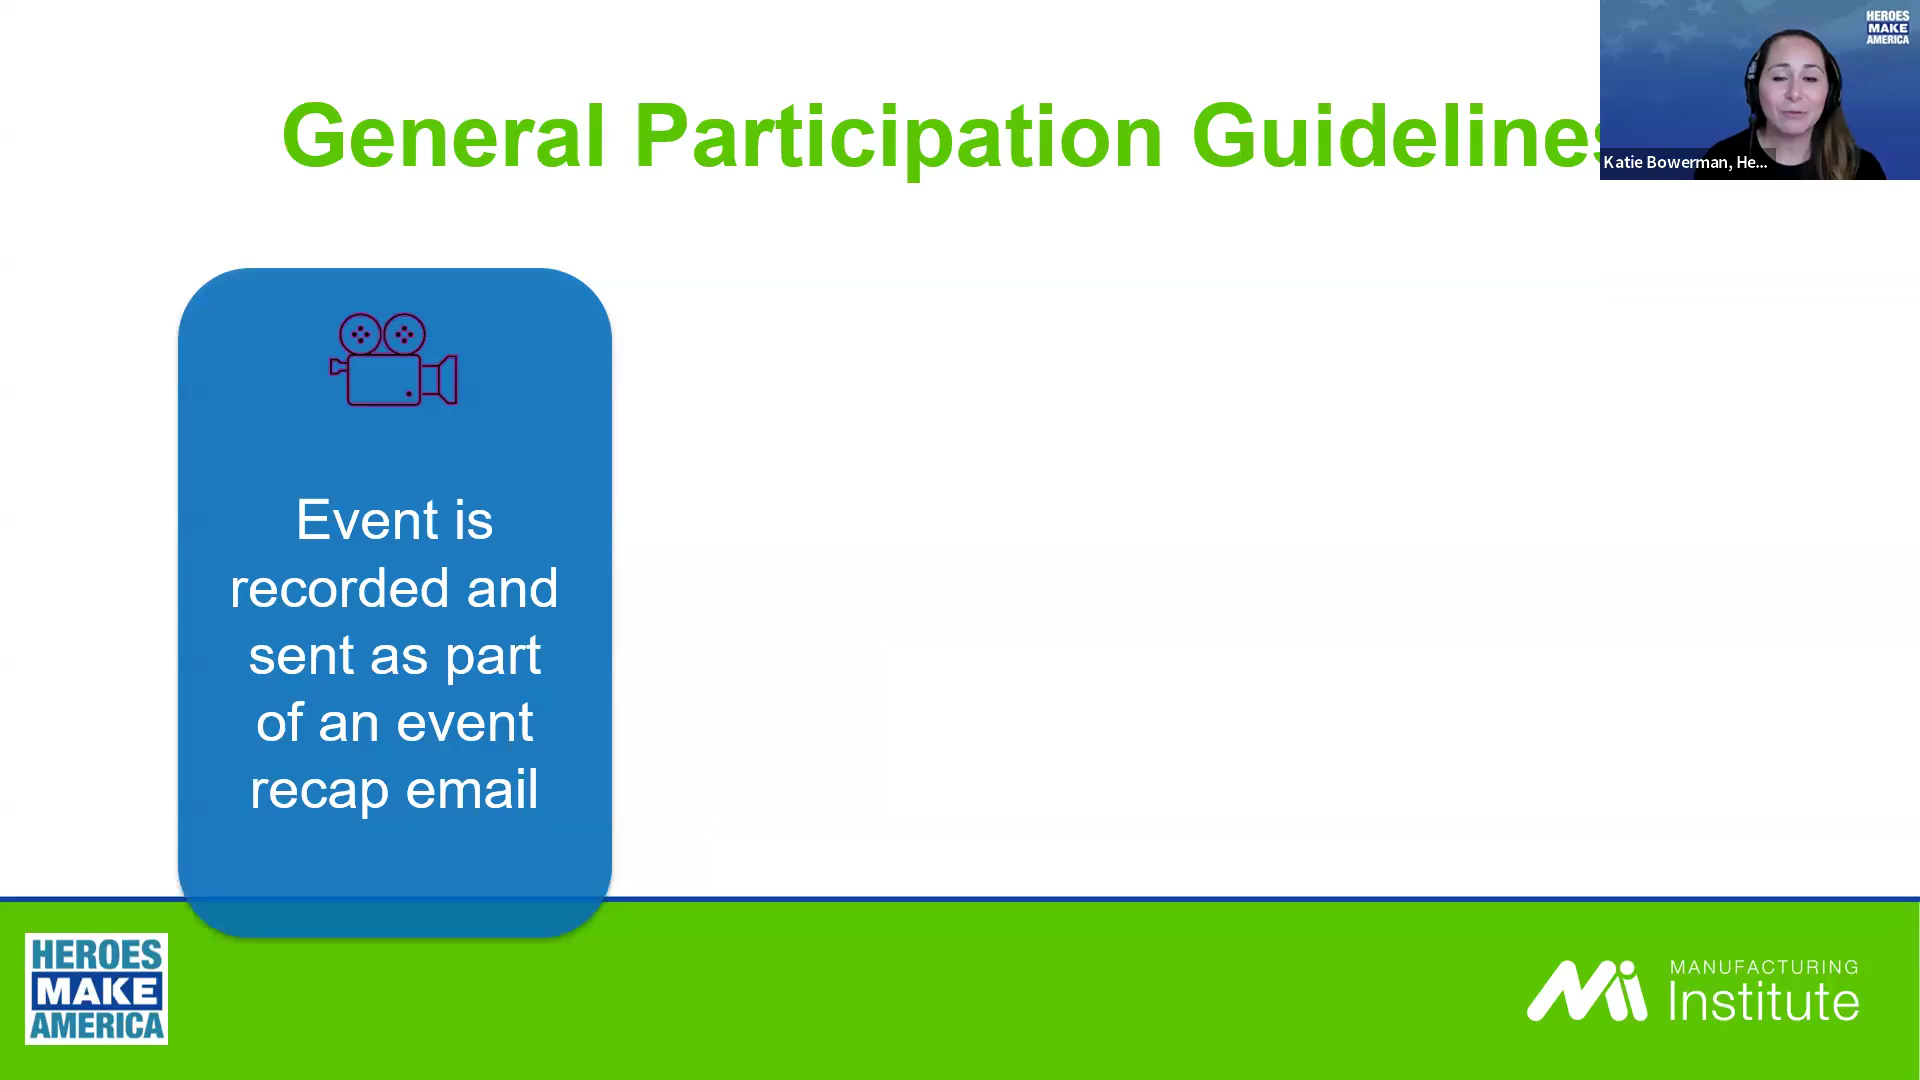 HEROES
MAKE
AMERICA
General Participation Guidelines
Katie Bowerman, He...
Event is
recorded and
sent as part
of an event
recap email
HEROES
MAKE
AMERICA
MANUFACTURING
Institute